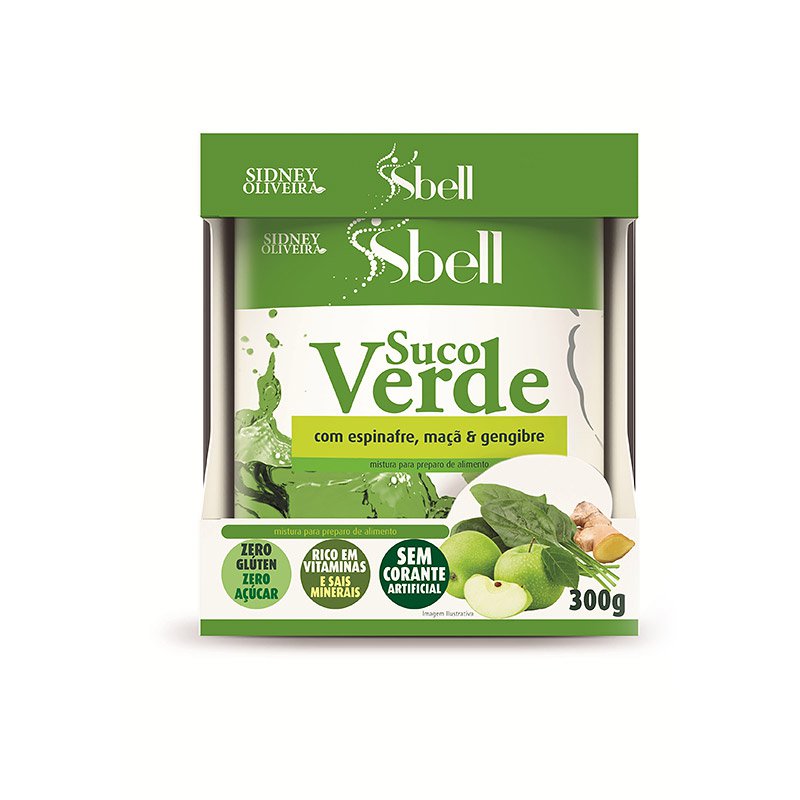 SIDNEY
OLIVEIRA
Sbell
SIDNEY
OLIVEIRA
Sbell
Suco
Verde
com espinafre, maçã & gengibre
mistura para preparo de alimento
mistura para preparo de alimento
ZERO
GLÚTEN
ZERO
AÇÚCAR
RICO EM
VITAMINAS
E SAIS
MINERAIS
SEM
CORANTE
ARTIFICIAL
Imagem Ilustrativa
300g